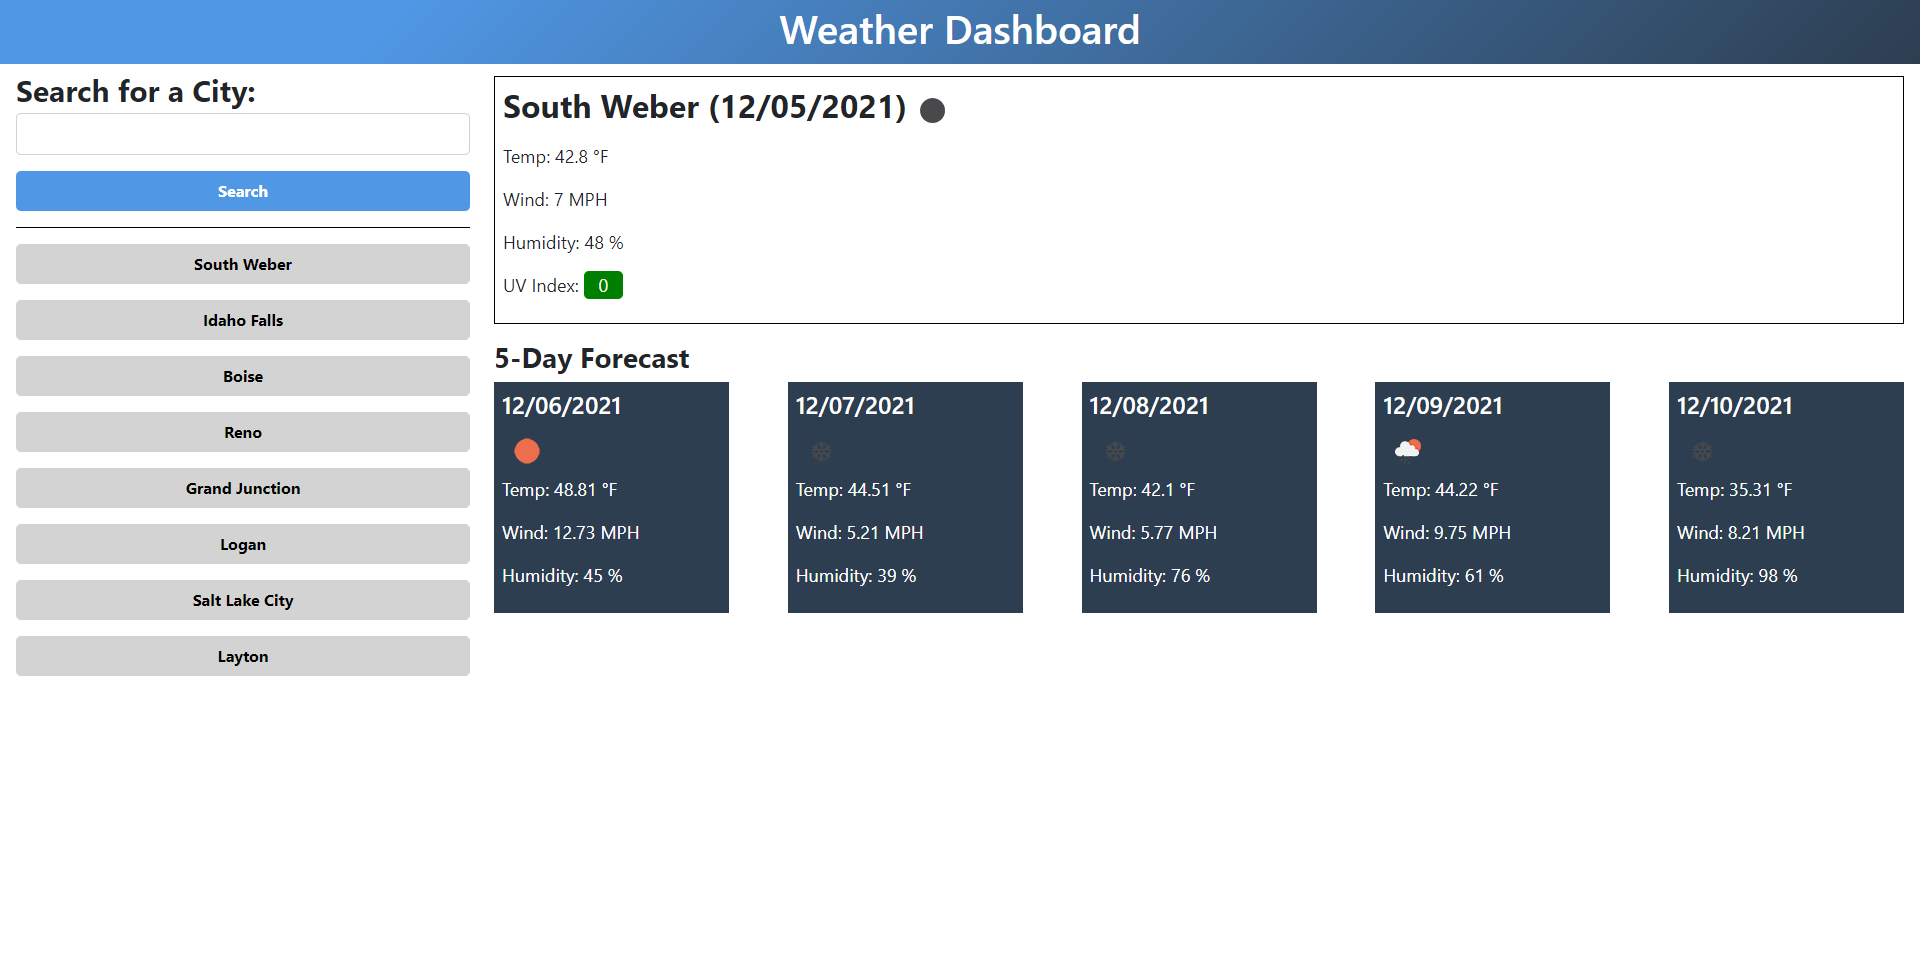 Weather Dashboard
Search for a City:
Search
South Weber
Idaho Falls
Boise
Reno
Grand Junction
Logan
Salt Lake City
Layton
South Weber (12/05/2021)
Temp: 42.8 °F
Wind: 7 MPH
Humidity: 48 %
UV Index: 0
5-Day Forecast
12/06/2021
Temp: 48.81 °F
Wind: 12.73 MPH
Humidity: 45 %
12/07/2021
Temp: 44.51 °F
Wind: 5.21 MPH
Humidity: 39 %
12/08/2021
Temp: 42.1 °F
Wind: 5.77 MPH
Humidity: 76 %
12/09/2021
Temp: 44.22 °F
Wind: 9.75 MPH
Humidity: 61 %
12/10/2021
Temp: 35.31 °F
Wind: 8.21 MPH
Humidity: 98 %